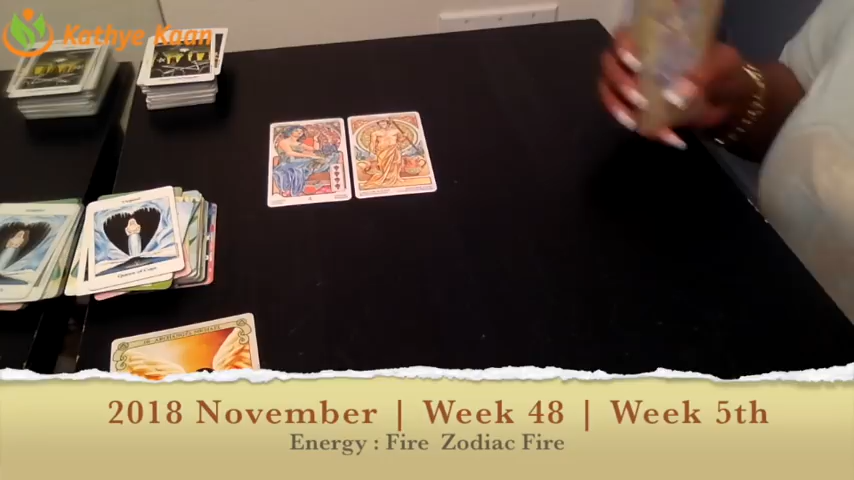 Kathye Kaan
Queen of Cups
2018 November | Week 48 | Week 5th
Energy : Fire Zodiac Fire